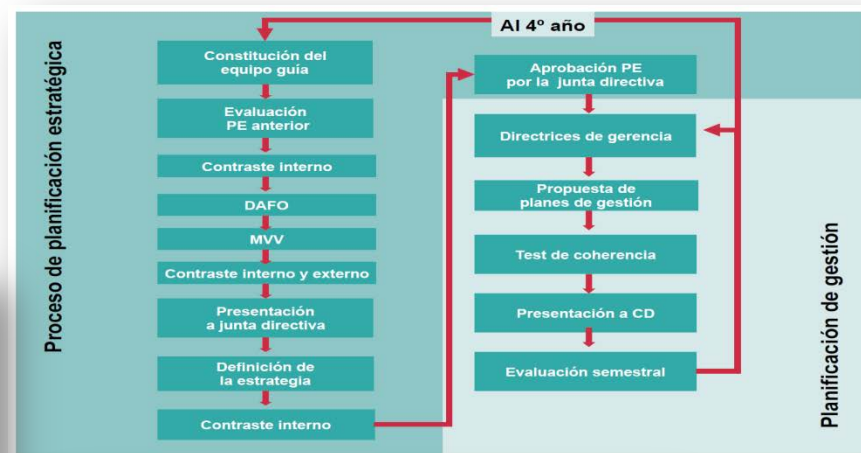 Al 4º año
Proceso de planificación estratégica
Constitución del
equipo guía
Evaluación
PE anterior
Contraste interno
DAFO
MVV
Contraste interno y externo
Presentación
a junta directiva
Definición de
la estrategia
Contraste interno
Aprobación PE
por la junta directiva
Directrices de gerencia
Propuesta de
planes de gestión
Test de coherencia
Presentación a CD
Evaluación semestral
Planificación de gestión